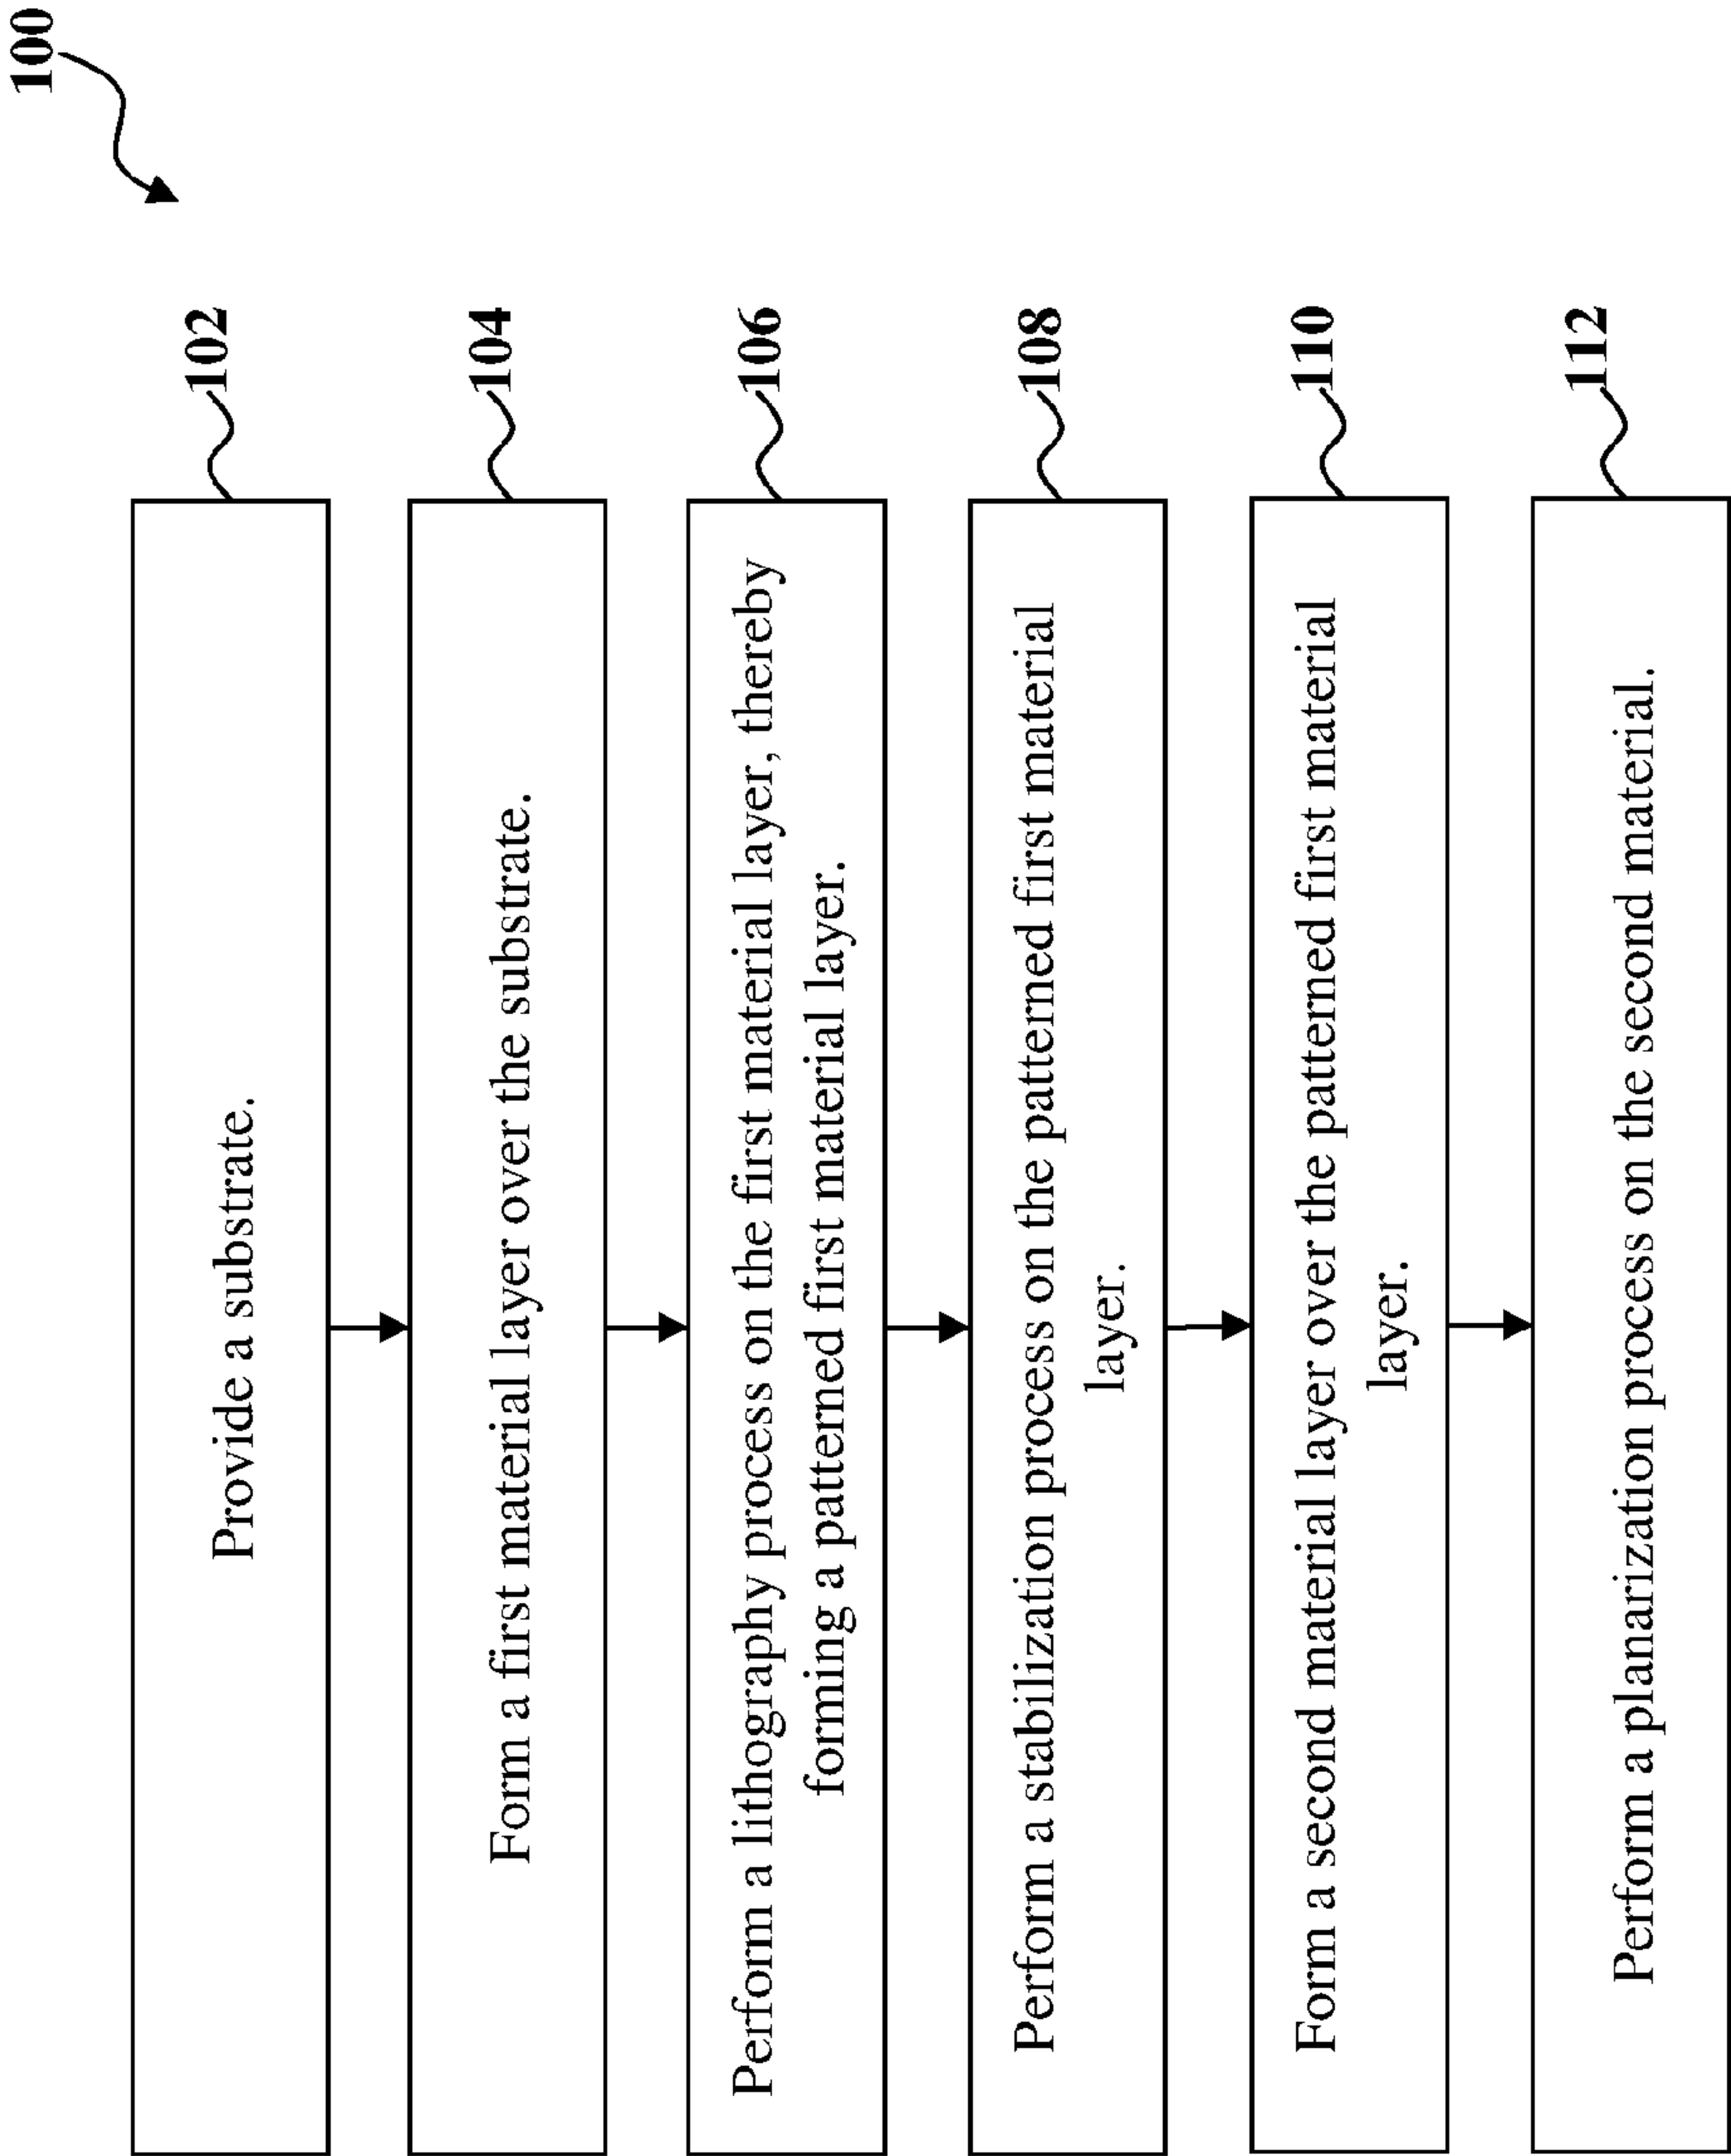 100
Provide a substrate.
102
Form a first material layer over the substrate.
104
Perform a lithography process on the first material layer, thereby
forming a patterned first material layer.
106
Perform a stabilization process on the patterned first material
layer.
108
Form a second material layer over the patterned first material
layer.
110
Perform a planarization process on the second material.
112